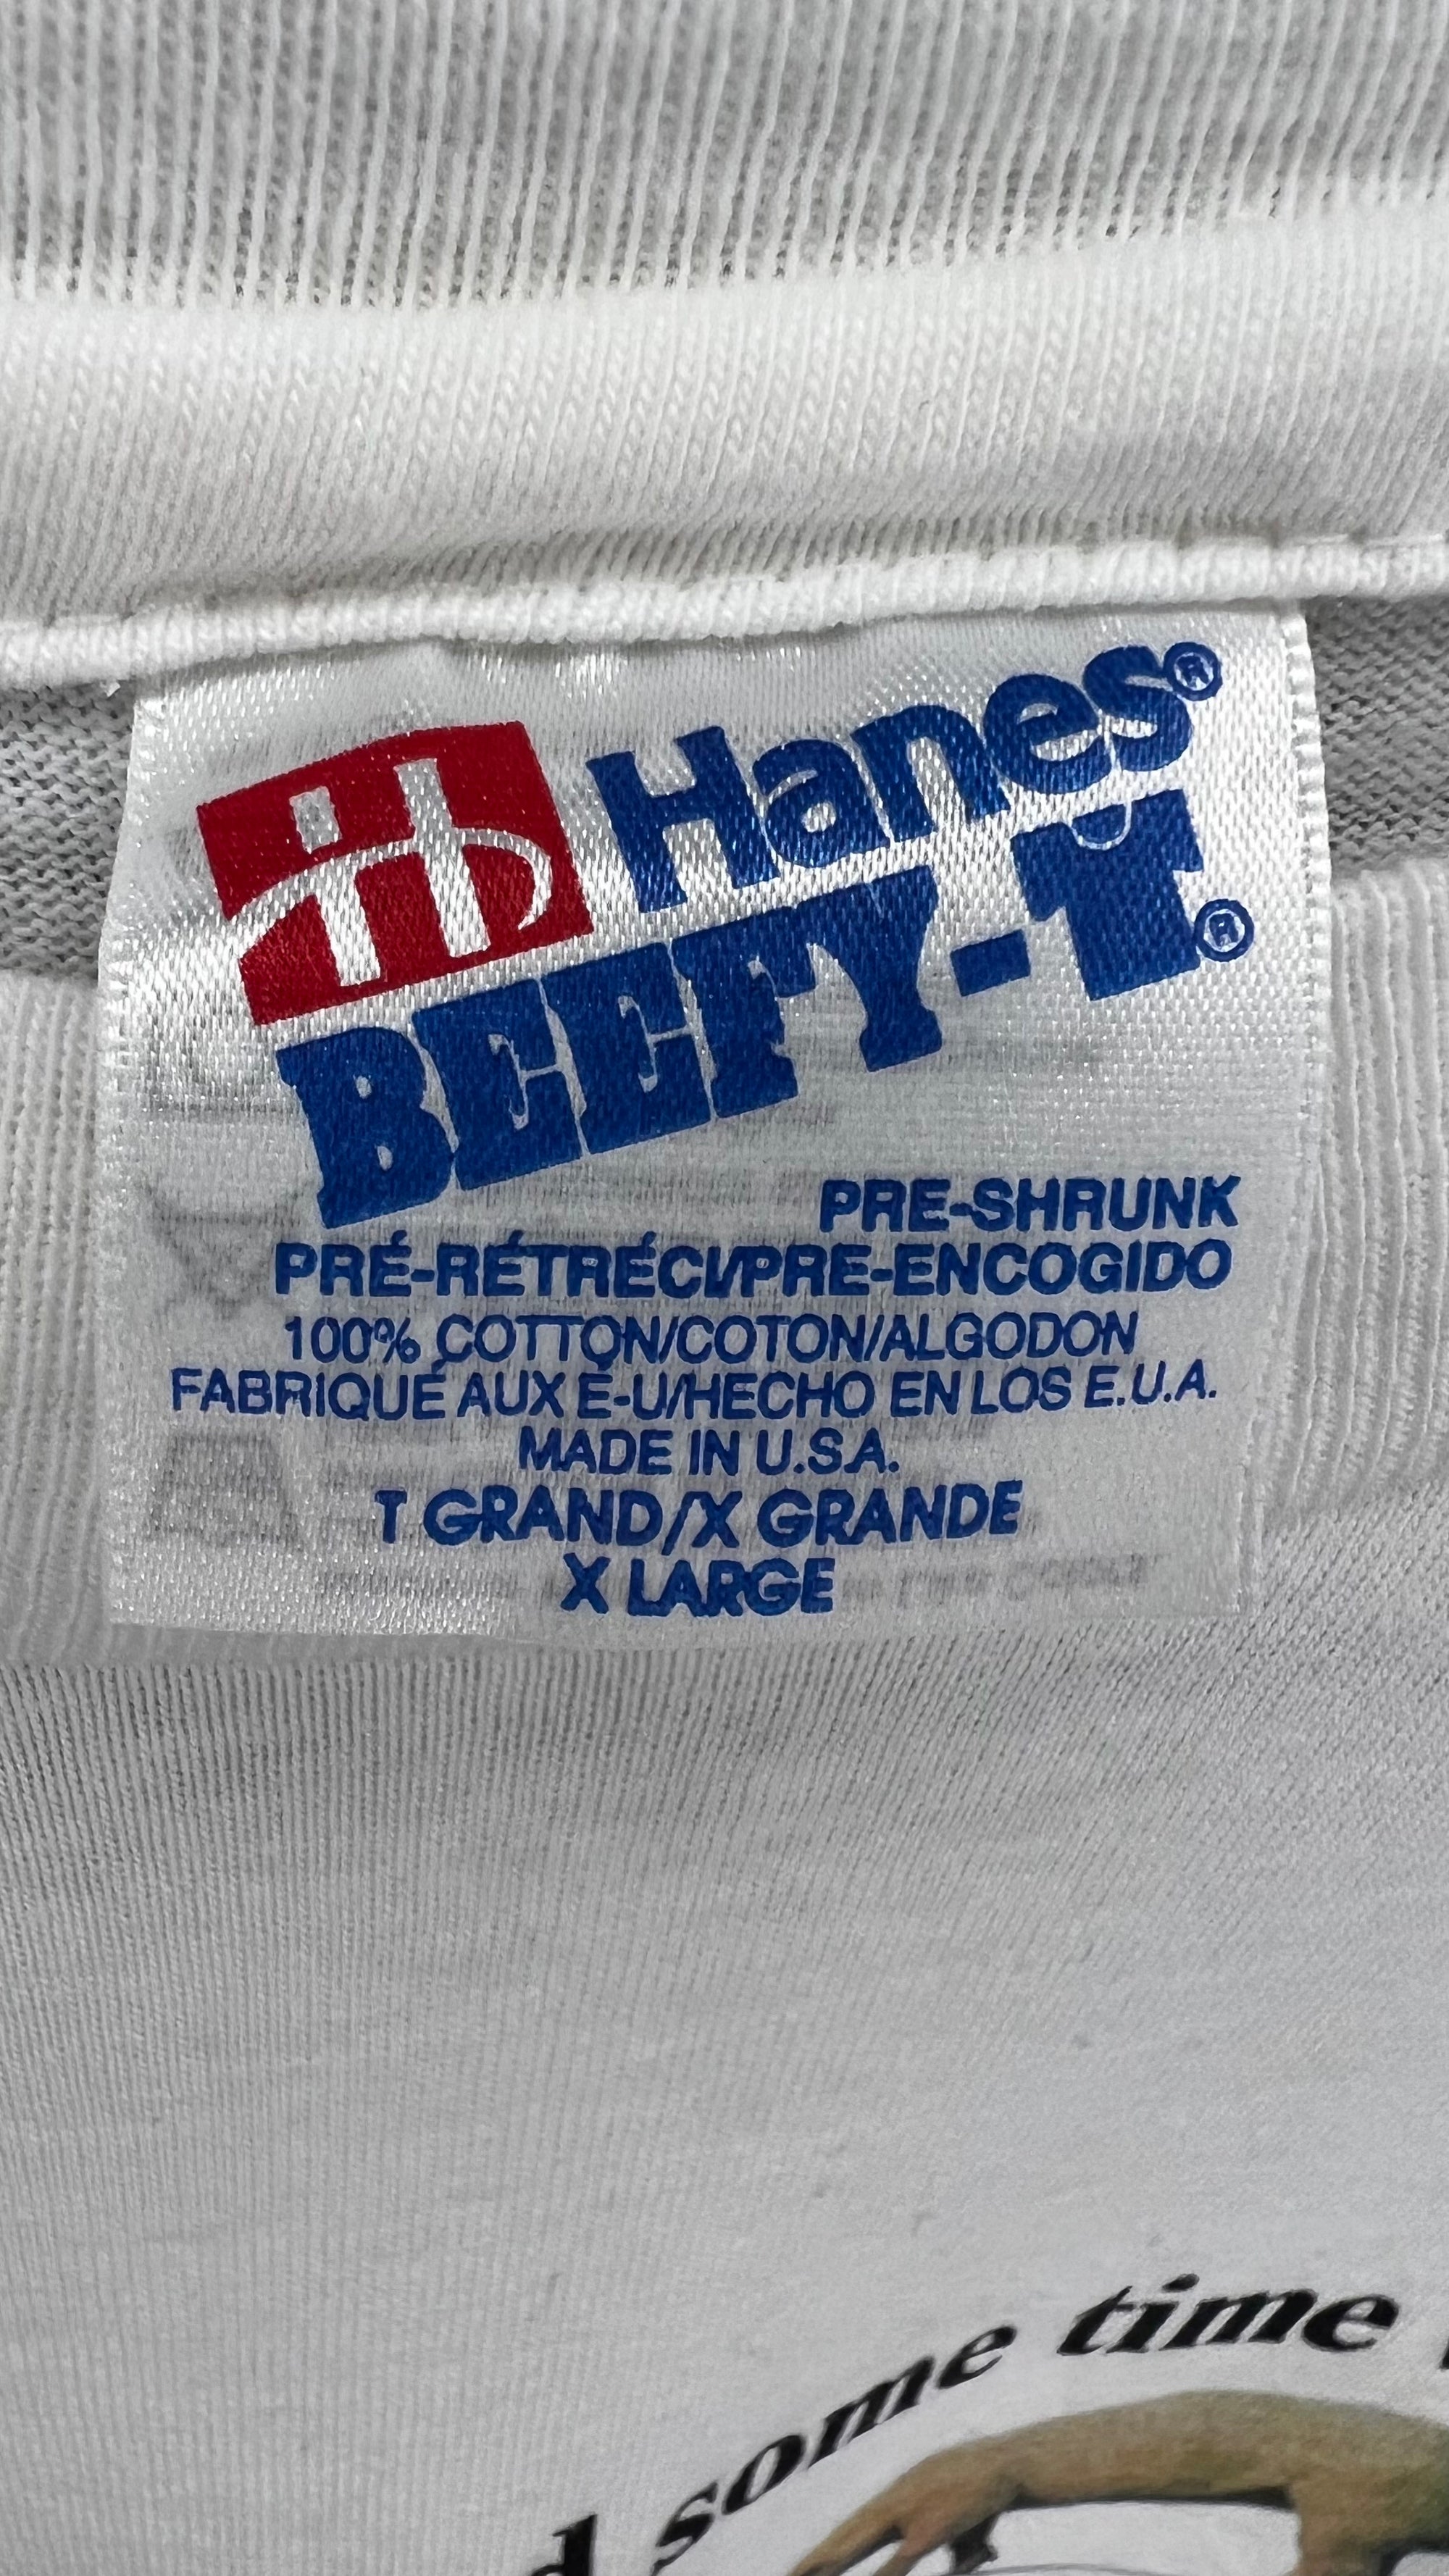 Hanes®
BEEFY-T®
PRE-SHRUNK
PRÉ-RÉTRÉCI/PRE-ENCOGIDO
100% COTTON/COTON/ALGODON
FABRIQUÉ AUX É-U/HECHO EN LOS E.U.A.
MADE IN U.S.A.
T GRAND/X GRANDE
X LARGE
some time